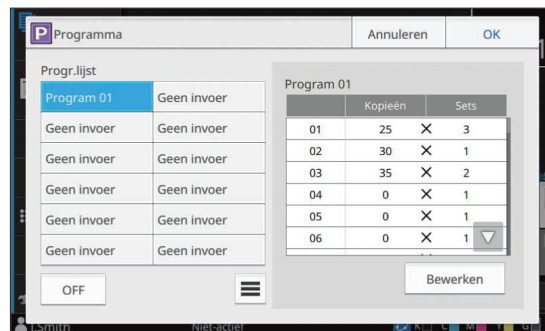 P Programma Annuleren OK
Progr.lijst
Program 01 Geen invoer
Geen invoer Geen invoer
Geen invoer Geen invoer
Geen invoer Geen invoer
Geen invoer Geen invoer
Geen invoer Geen invoer
OFF
Program 01
Kopieën Sets
01 25 X 3
02 30 X 1
03 35 X 2
04 0 X 1
05 0 X 1
06 0 X 1
Bewerken
T.Smith Niet-actief K C M Y G